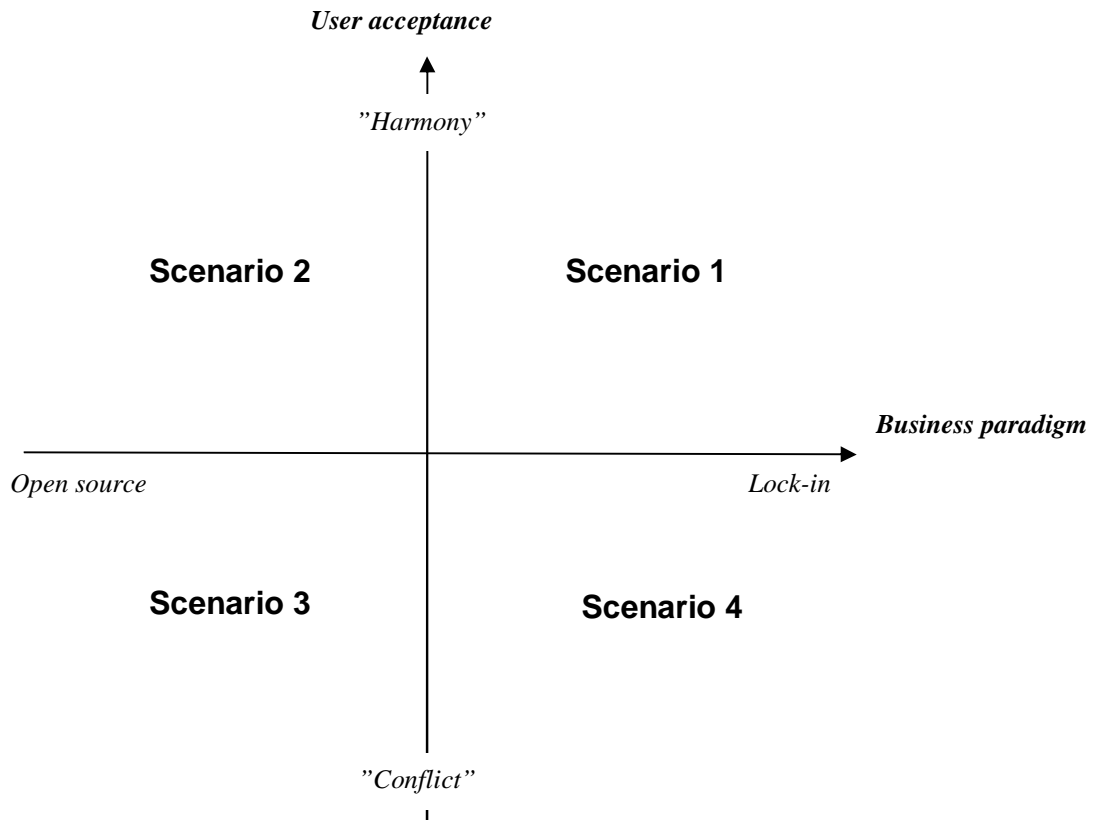 User acceptance
”Harmony”
Scenario 2
Scenario 1
Business paradigm
Open source
Lock-in
Scenario 3
Scenario 4
”Conflict”